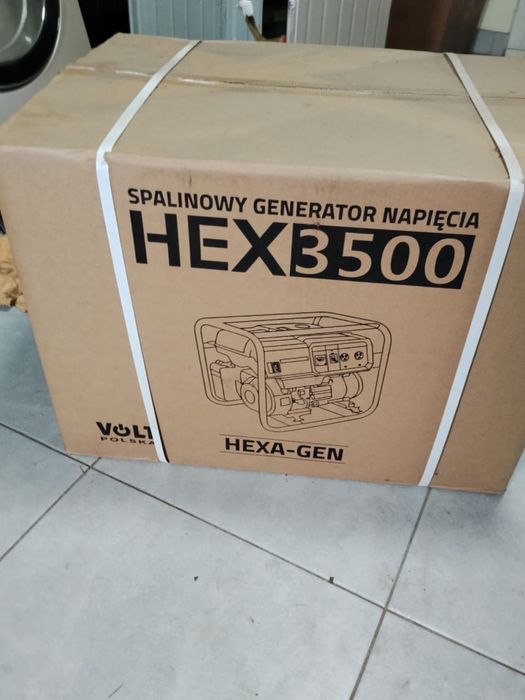 SPALINOWY GENERATOR NAPIĘCIA
HEX3500
VOLT
POLSKA
HEXA-GEN